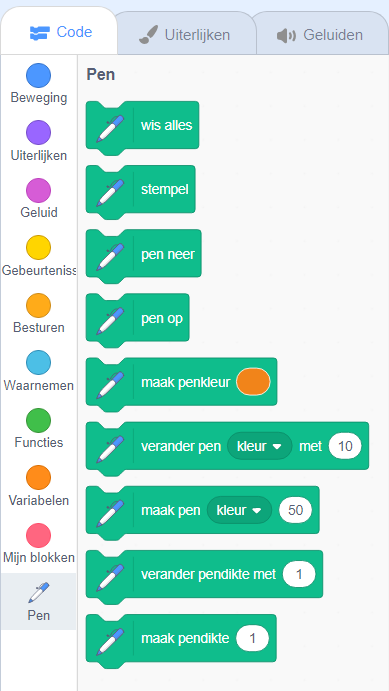 Code
Uiterlijken
Geluiden
Beweging
Uiterlijken
Geluid
Gebeurteniss
Besturen
Waarnemen
Functies
Variabelen
Mijn blokken
Pen
Pen
wis alles
stempel
pen neer
pen op
maak penkleur
verander pen kleur met 10
maak pen kleur 50
verander pendikte met 1
maak pendikte 1